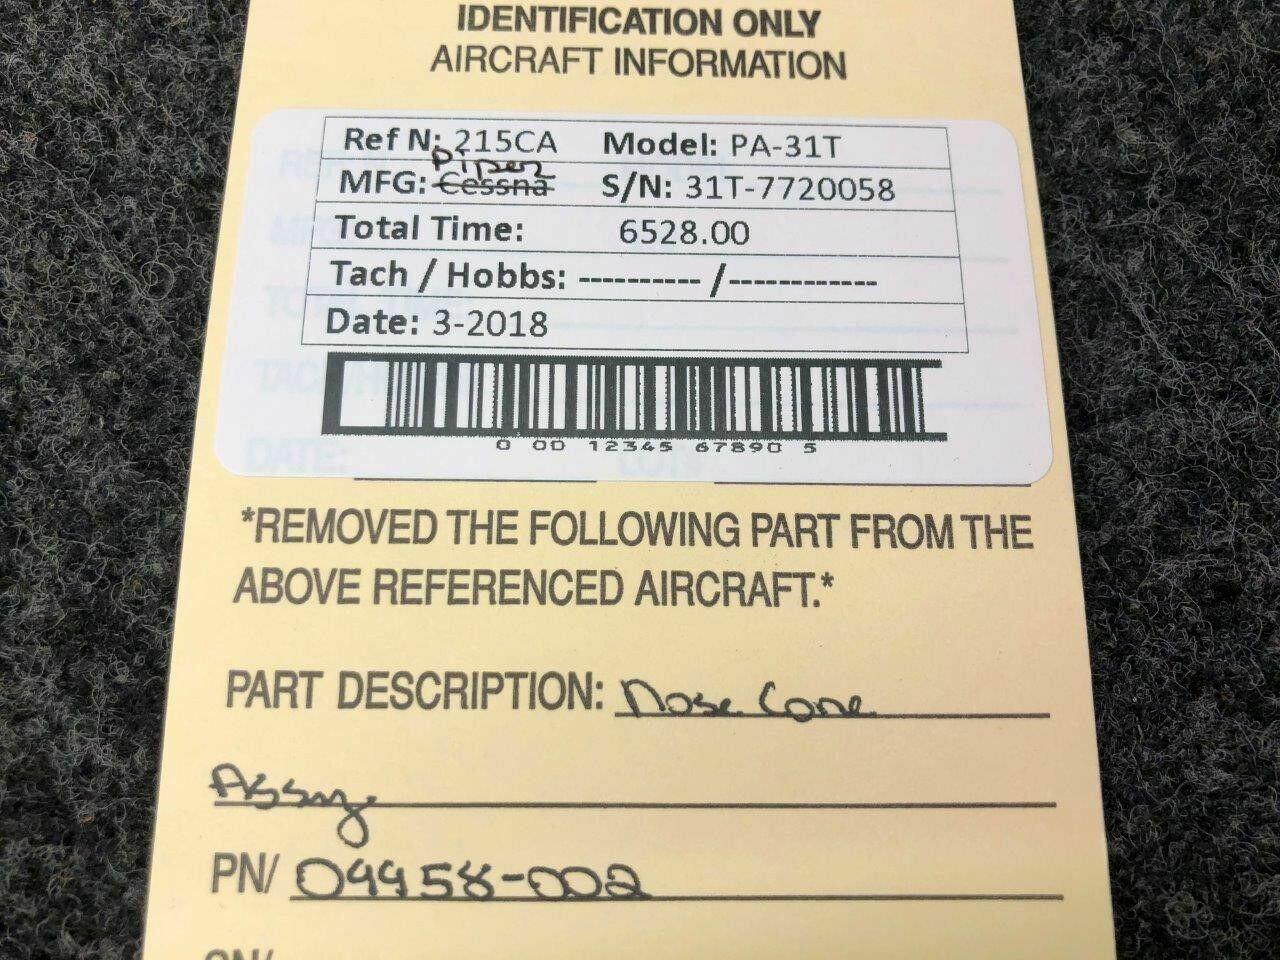 IDENTIFICATION ONLY
AIRCRAFT INFORMATION
Ref N: 215CA Model: PA-31T
Piper
MFG: Cessna S/N: 31T-7720058
Total Time: 6528.00
Tach / Hobbs: ---------- /------------
Date: 3-2018
0 00 12345 67890 5
DATE:
*REMOVED THE FOLLOWING PART FROM THE
ABOVE REFERENCED AIRCRAFT.*
PART DESCRIPTION: Nose Cone
Assy
PN/ 09958-002